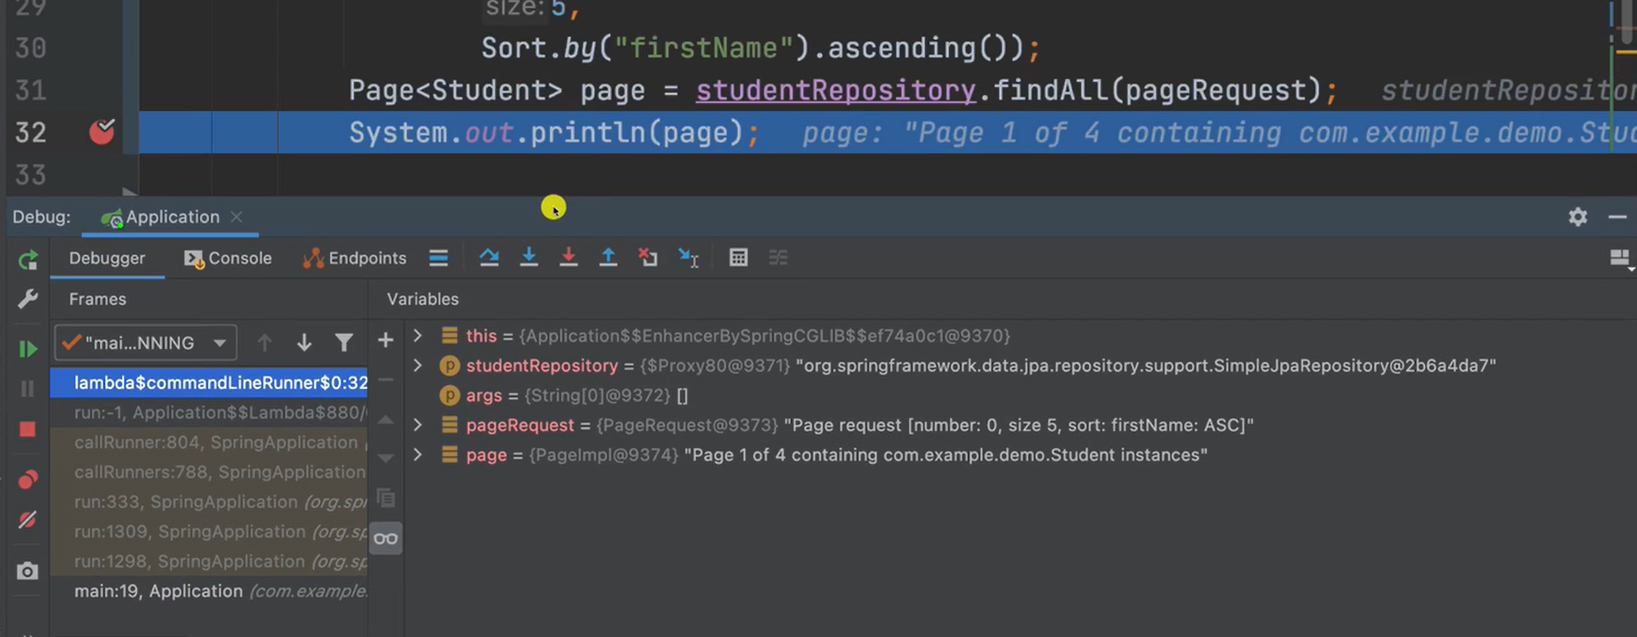 29 size: 5,
30 Sort.by("firstName").ascending());
31 Page<Student> page = studentRepository.findAll(pageRequest); studentRepositor
32 System.out.println(page); page: "Page 1 of 4 containing com.example.demo.Stud
33
Debug: Application
Debugger Console Endpoints
Frames Variables
"mai...NNING
this = {Application$$EnhancerBySpringCGLIB$$ef74a0c1@9370}
studentRepository = {$Proxy80@9371} "org.springframework.data.jpa.repository.support.SimpleJpaRepository@2b6a4da7"
args = {String[0]@9372} []
pageRequest = {PageRequest@9373} "Page request [number: 0, size 5, sort: firstName: ASC]"
page = {PageImpl@9374} "Page 1 of 4 containing com.example.demo.Student instances"
lambda$commandLineRunner$0:32
run:-1, Application$$Lambda$880/
callRunner:804, SpringApplication (
callRunners:788, SpringApplication
run:333, SpringApplication (org.spr
run:1309, SpringApplication (org.sp
run:1298, SpringApplication (org.sp
main:19, Application (com.example.